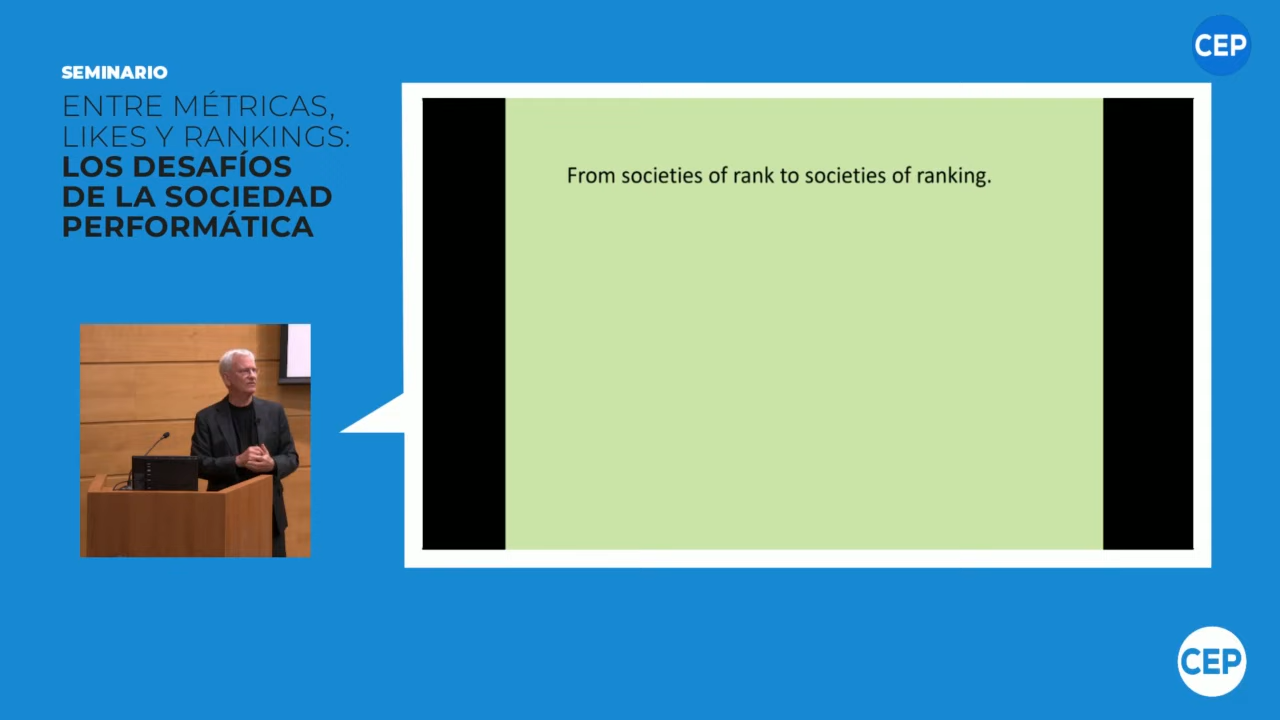 CEP
SEMINARIO
ENTRE MÉTRICAS,
LIKES Y RANKINGS:
LOS DESAFÍOS
DE LA SOCIEDAD
PERFORMÁTICA
From societies of rank to societies of ranking.
CEP